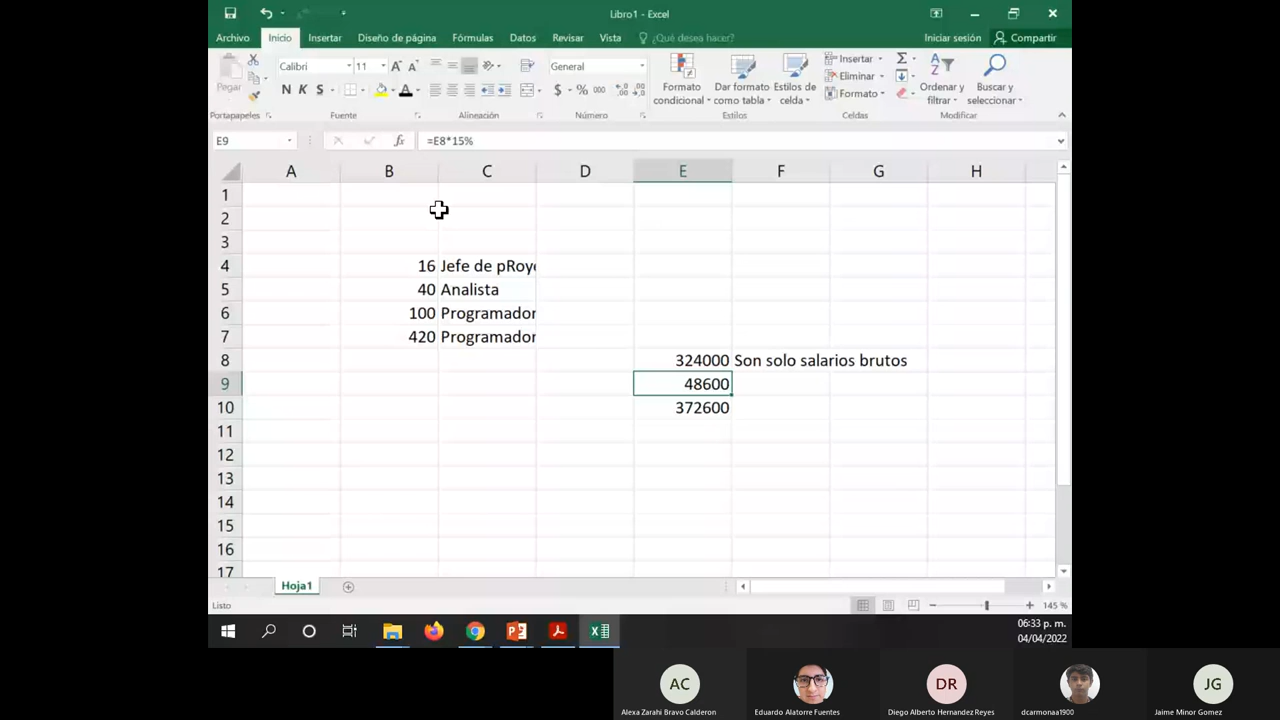 Libro1 - Excel
Archivo Inicio Insertar Diseño de página Fórmulas Datos Revisar Vista ¿Qué desea hacer? Iniciar sesión Compartir
Pegar
Calibri 11 A A
N K S A
General
$ % 000
Formato condicional
Dar formato como tabla
Estilos de celda
Insertar
Eliminar
Formato
Ordenar y filtrar
Buscar y seleccionar
Portapapeles Fuente Alineación Número Estilos Celdas Modificar
E9 fx =E8*15%
A B C D E F G H
1
2
3
4 16 Jefe de pRoye
5 40 Analista
6 100 Programador
7 420 Programador
8 324000 Son solo salarios brutos
9 48600
10 372600
11
12
13
14
15
16
17
Hoja1
Listo 145 %
06:33 p. m.
04/04/2022
AC DR JG
Alexa Zarahi Bravo Calderon Eduardo Alatorre Fuentes Diego Alberto Hernandez Reyes dcarmonaa1900 Jaime Minor Gomez